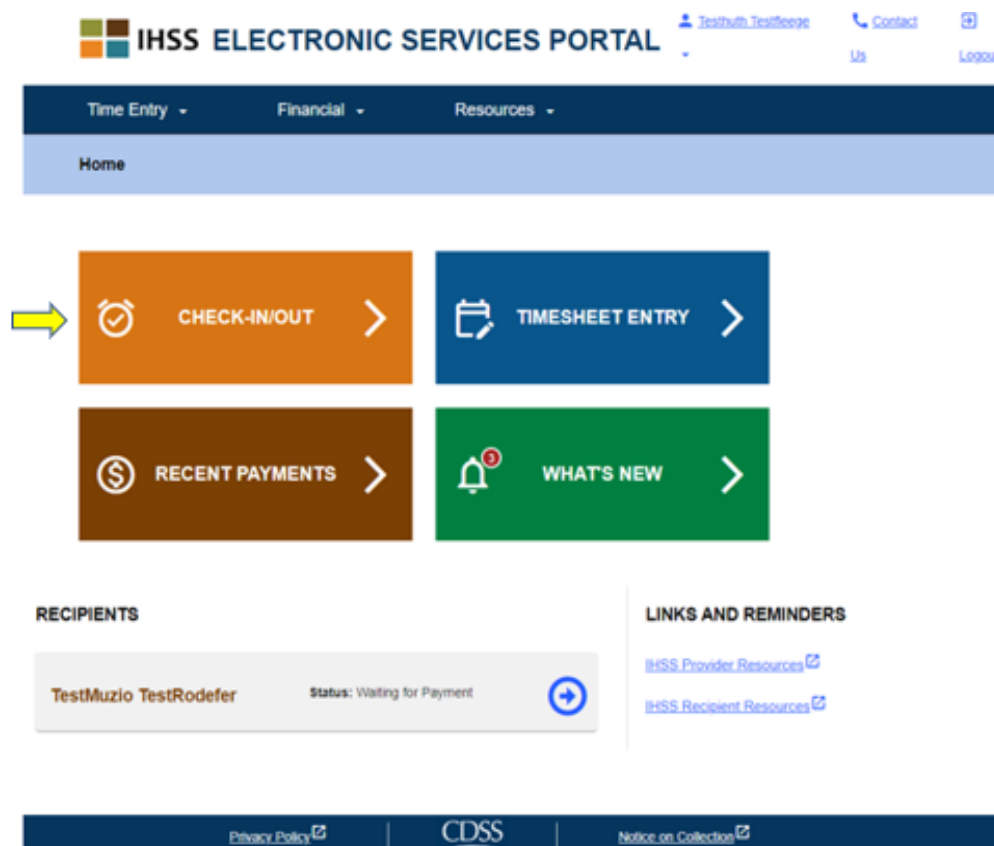 IHSS ELECTRONIC SERVICES PORTAL
Testhuth Testfleege
Contact Us
Logou
Time Entry
Financial
Resources
Home
CHECK-IN/OUT
TIMESHEET ENTRY
RECENT PAYMENTS
3
WHAT'S NEW
RECIPIENTS
TestMuzio TestRodefer
Status: Waiting for Payment
LINKS AND REMINDERS
IHSS Provider Resources
IHSS Recipient Resources
Privacy Policy
CDSS
Notice on Collection